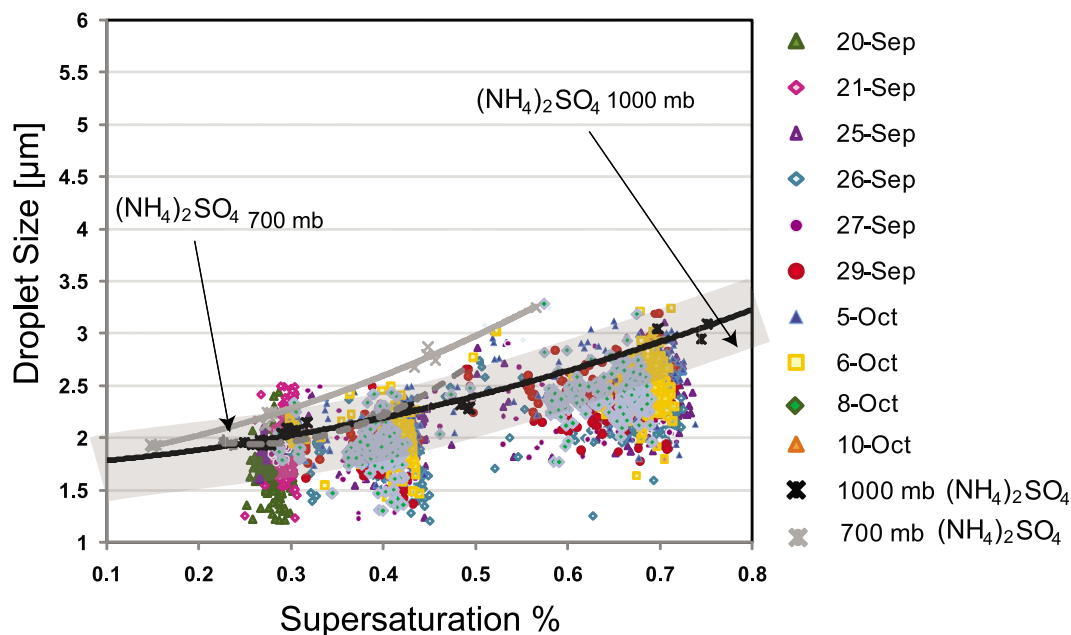 Droplet Size [µm]
6
5.5
5
4.5
4
3.5
3
2.5
2
1.5
1
0.1 0.2 0.3 0.4 0.5 0.6 0.7 0.8
Supersaturation %
(NH4)2SO4 700 mb
(NH4)2SO4 1000 mb
20-Sep
21-Sep
25-Sep
26-Sep
27-Sep
29-Sep
5-Oct
6-Oct
8-Oct
10-Oct
1000 mb (NH4)2SO4
700 mb (NH4)2SO4